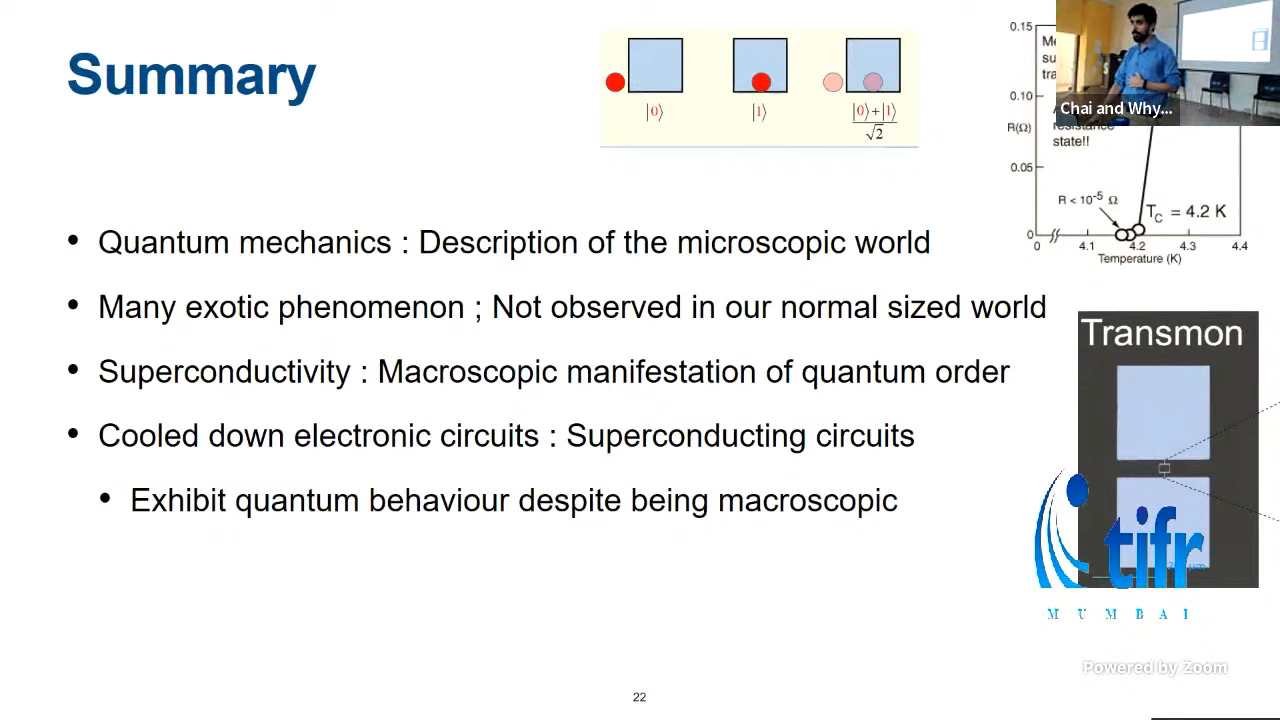 Summary
|0⟩
|1⟩
|0⟩+|1⟩
√2
0.15
0.10
0.05
0
R(Ω)
resistance
state!!
R < 10⁻⁵ Ω
T_C = 4.2 K
0 4.1 4.2 4.3 4.4
Temperature (K)
Chai and Why...
• Quantum mechanics : Description of the microscopic world
• Many exotic phenomenon ; Not observed in our normal sized world
• Superconductivity : Macroscopic manifestation of quantum order
• Cooled down electronic circuits : Superconducting circuits
• Exhibit quantum behaviour despite being macroscopic
Transmon
tifr
MUMBAI
Powered by Zoom
22